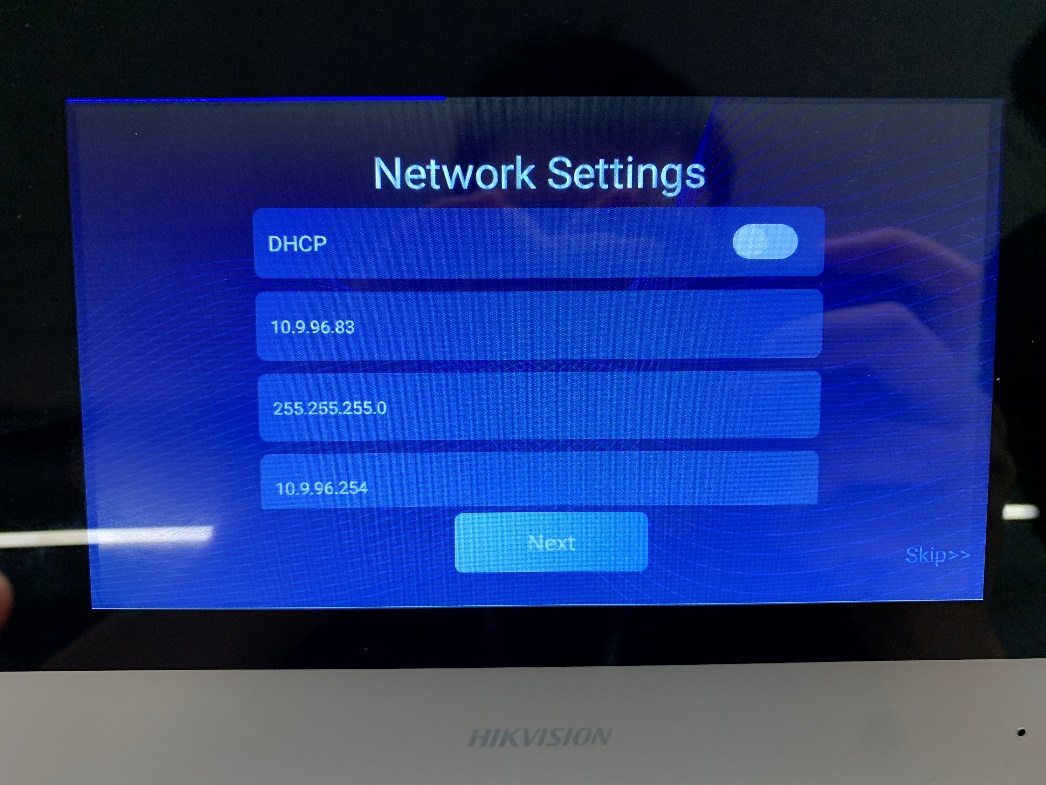 Network Settings
DHCP
10.9.96.83
255.255.255.0
10.9.96.254
Next
Skip>>
HIKVISION